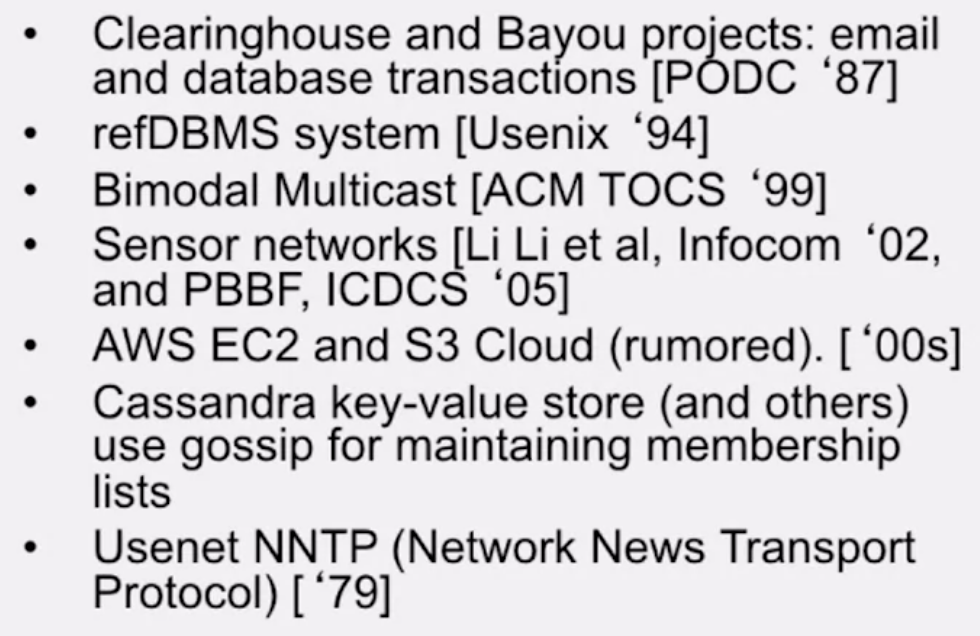 • Clearinghouse and Bayou projects: email
and database transactions [PODC ‘87]
• refDBMS system [Usenix ‘94]
• Bimodal Multicast [ACM TOCS ‘99]
• Sensor networks [Li Li et al, Infocom ‘02,
and PBBF, ICDCS ‘05]
• AWS EC2 and S3 Cloud (rumored). [ ‘00s]
• Cassandra key-value store (and others)
use gossip for maintaining membership
lists
• Usenet NNTP (Network News Transport
Protocol) [ ‘79]